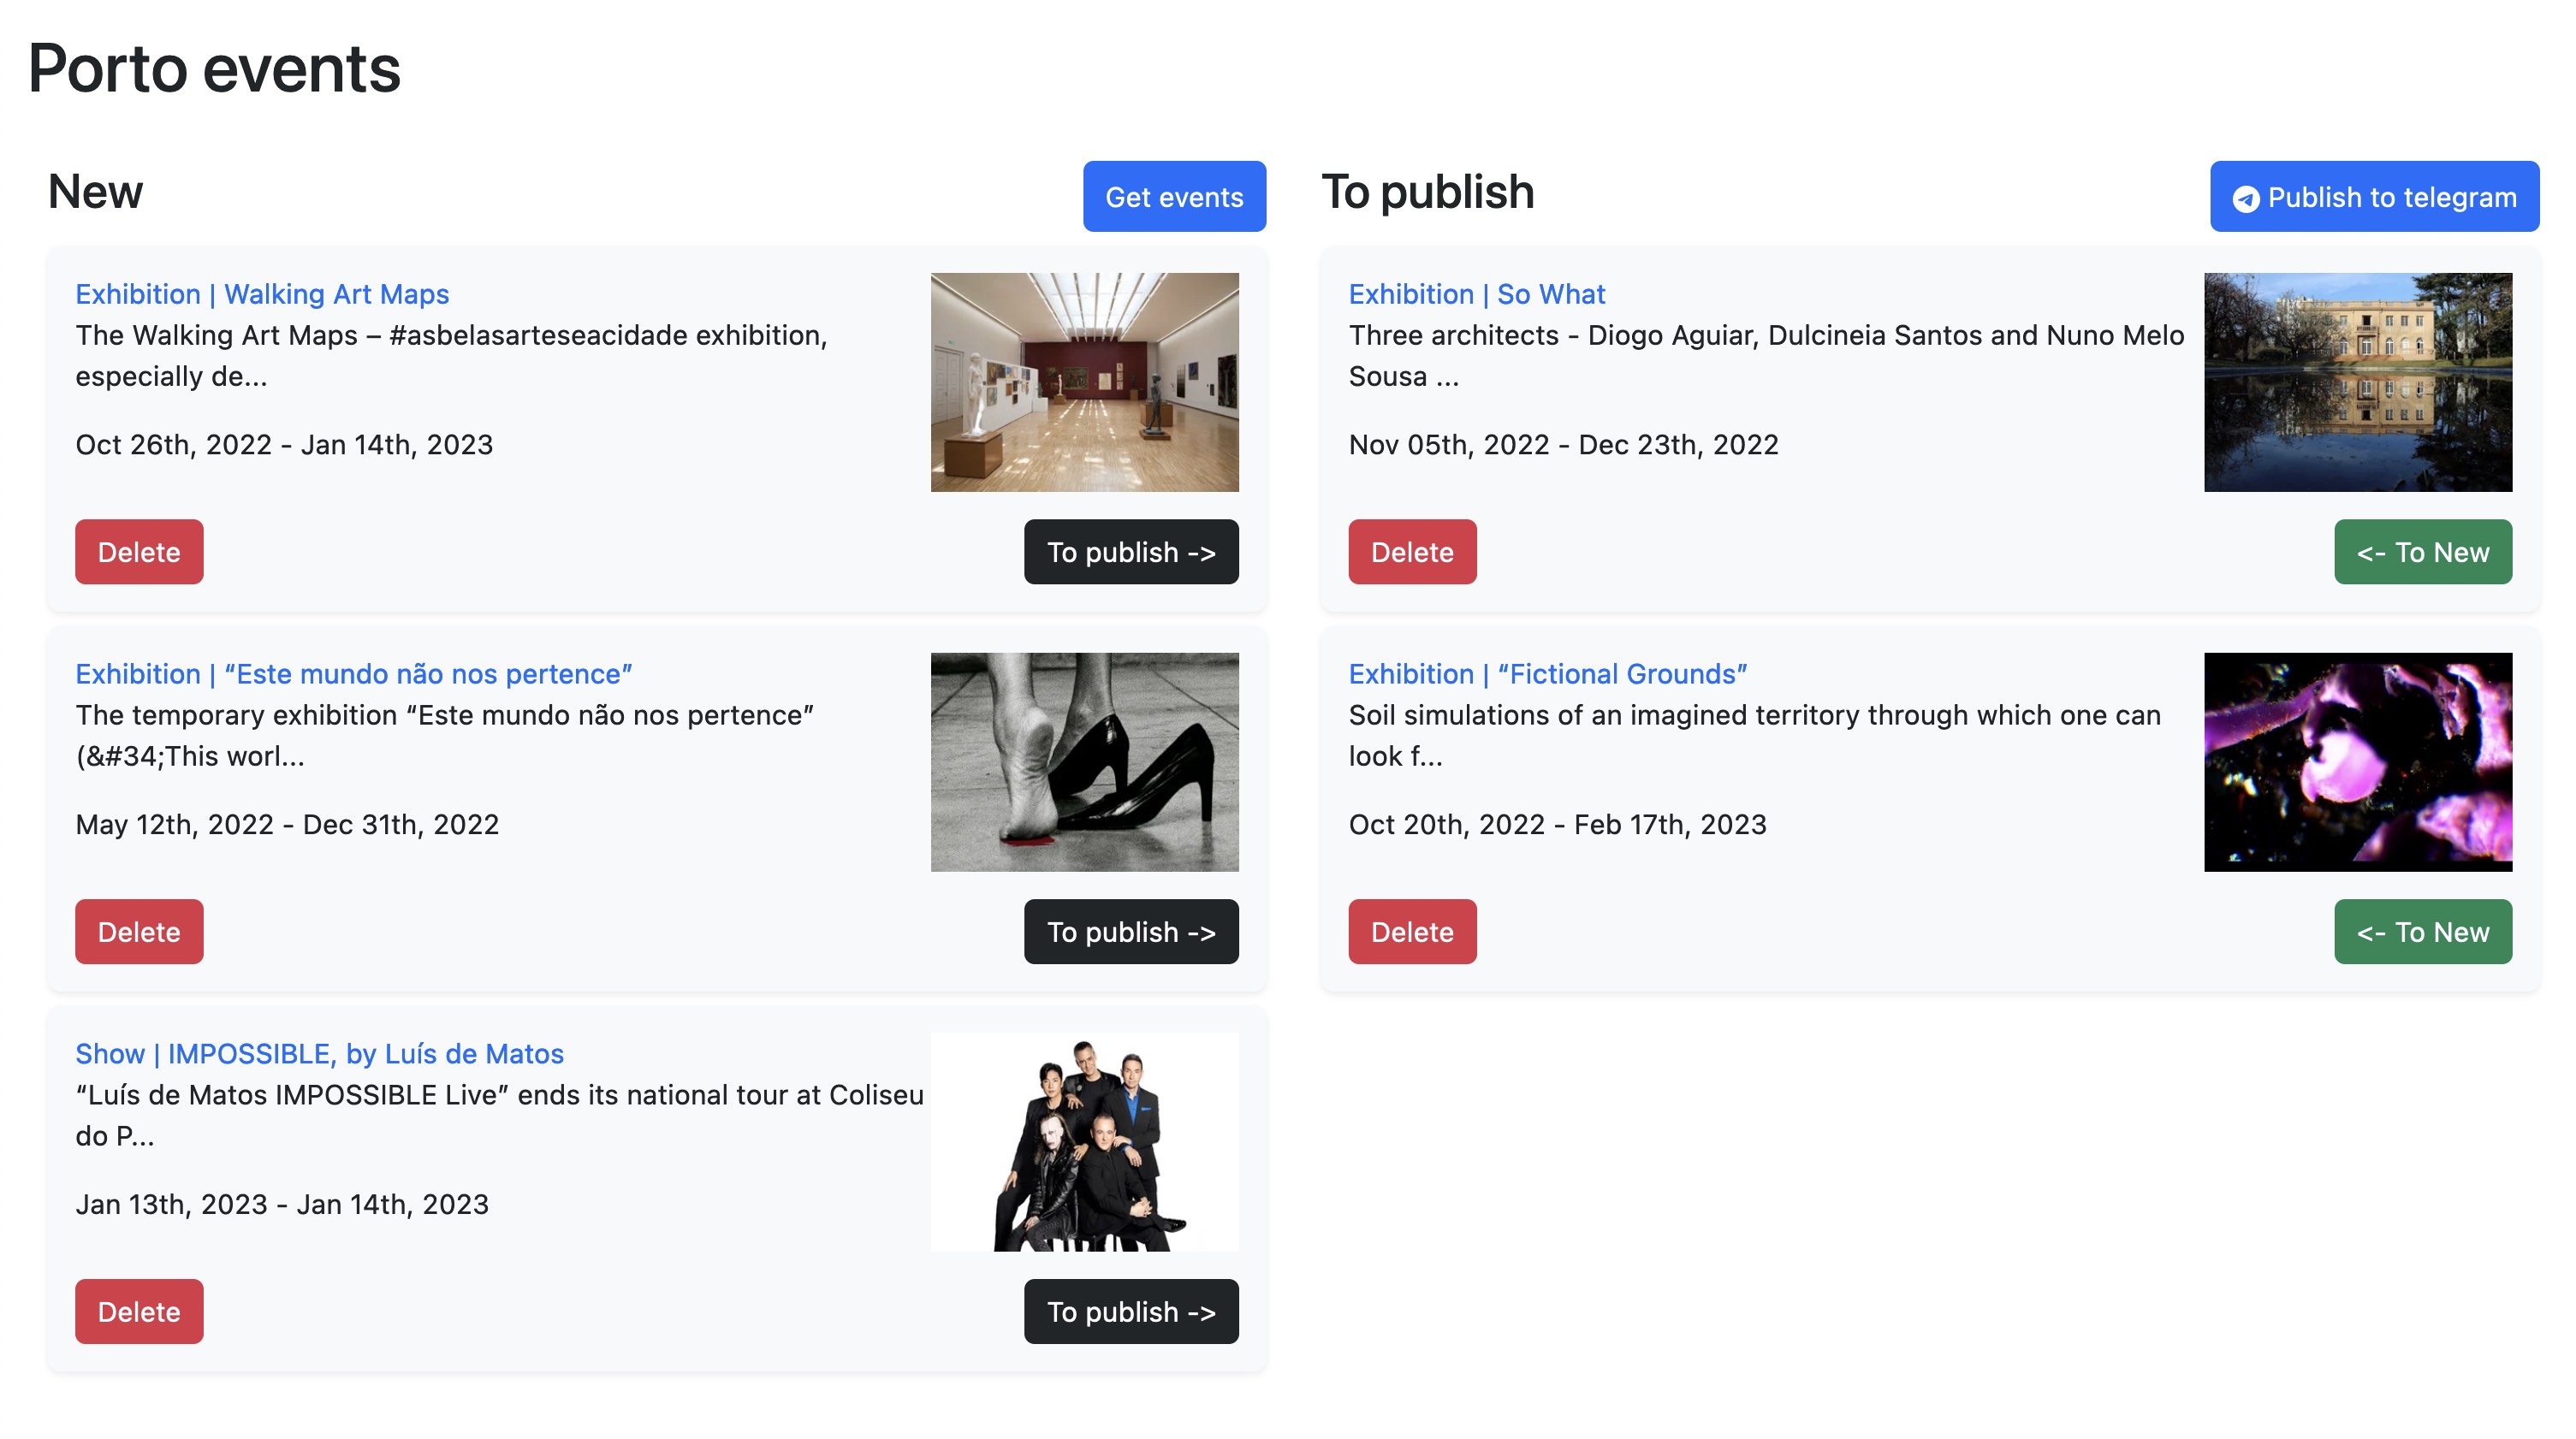 Porto events
New
Get events
Exhibition | Walking Art Maps
The Walking Art Maps – #asbelasarteseacidade exhibition,
especially de...
Oct 26th, 2022 - Jan 14th, 2023
Delete
To publish ->
Exhibition | “Este mundo não nos pertence”
The temporary exhibition “Este mundo não nos pertence”
(&#34;This worl...
May 12th, 2022 - Dec 31th, 2022
Delete
To publish ->
Show | IMPOSSIBLE, by Luís de Matos
“Luís de Matos IMPOSSIBLE Live” ends its national tour at Coliseu
do P...
Jan 13th, 2023 - Jan 14th, 2023
Delete
To publish ->
To publish
Publish to telegram
Exhibition | So What
Three architects - Diogo Aguiar, Dulcineia Santos and Nuno Melo
Sousa ...
Nov 05th, 2022 - Dec 23th, 2022
Delete
<- To New
Exhibition | “Fictional Grounds”
Soil simulations of an imagined territory through which one can
look f...
Oct 20th, 2022 - Feb 17th, 2023
Delete
<- To New